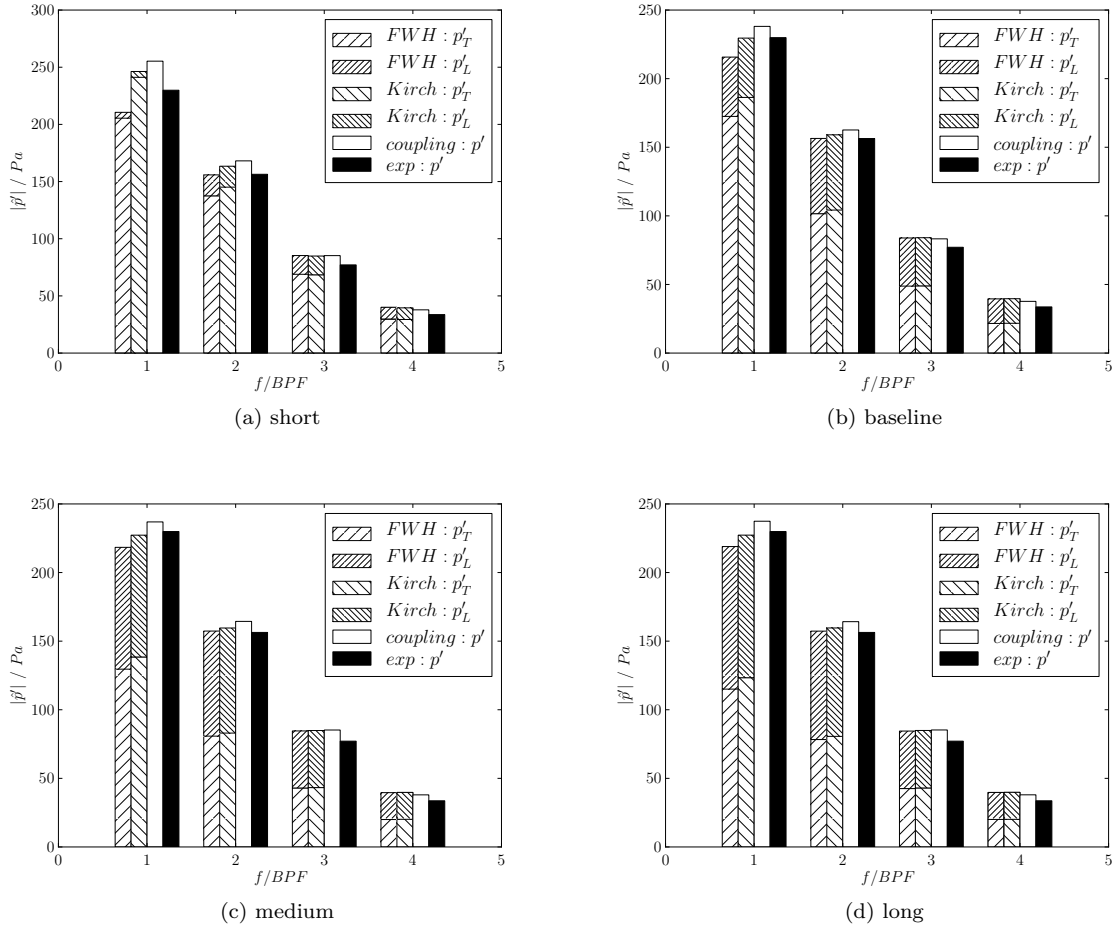 300
250
200
150
100
50
0
|p̂′| / Pa
0 1 2 3 4 5
f/BPF
FWH : p′_T
FWH : p′_L
Kirch : p′_T
Kirch : p′_L
coupling : p′
exp : p′
(a) short
250
200
150
100
50
0
|p̂′| / Pa
0 1 2 3 4 5
f/BPF
FWH : p′_T
FWH : p′_L
Kirch : p′_T
Kirch : p′_L
coupling : p′
exp : p′
(b) baseline
250
200
150
100
50
0
|p̂′| / Pa
0 1 2 3 4 5
f/BPF
FWH : p′_T
FWH : p′_L
Kirch : p′_T
Kirch : p′_L
coupling : p′
exp : p′
(c) medium
250
200
150
100
50
0
|p̂′| / Pa
0 1 2 3 4 5
f/BPF
FWH : p′_T
FWH : p′_L
Kirch : p′_T
Kirch : p′_L
coupling : p′
exp : p′
(d) long